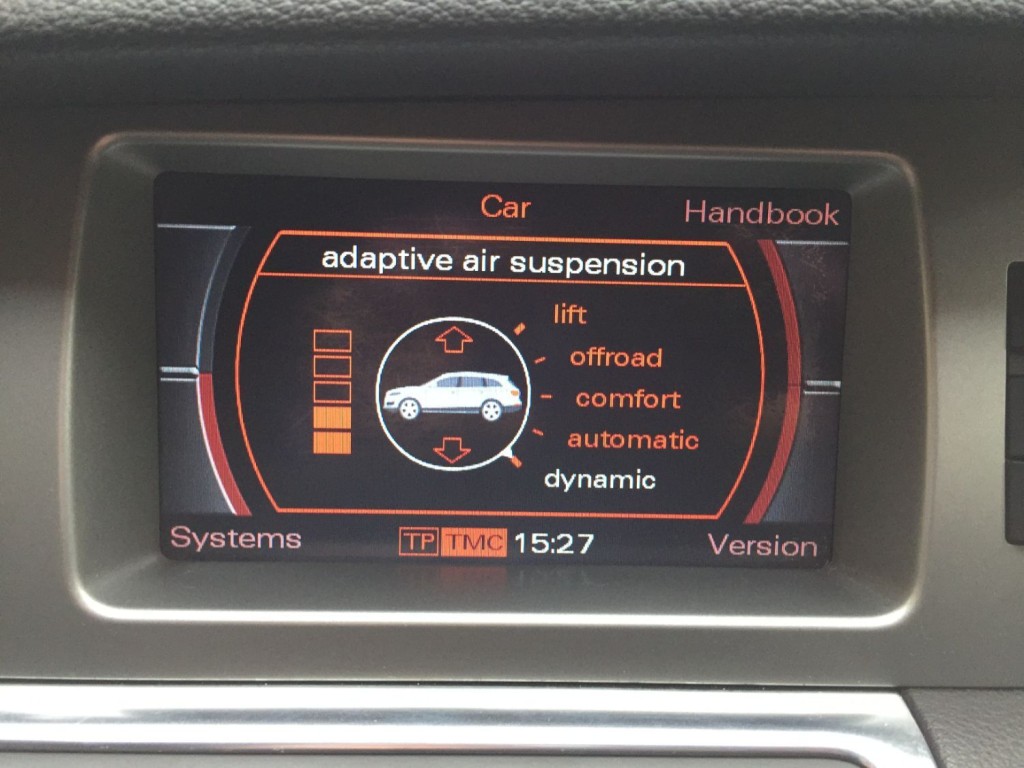 Car
Handbook
adaptive air suspension
lift
offroad
comfort
automatic
dynamic
Systems
TP TMC 15:27
Version